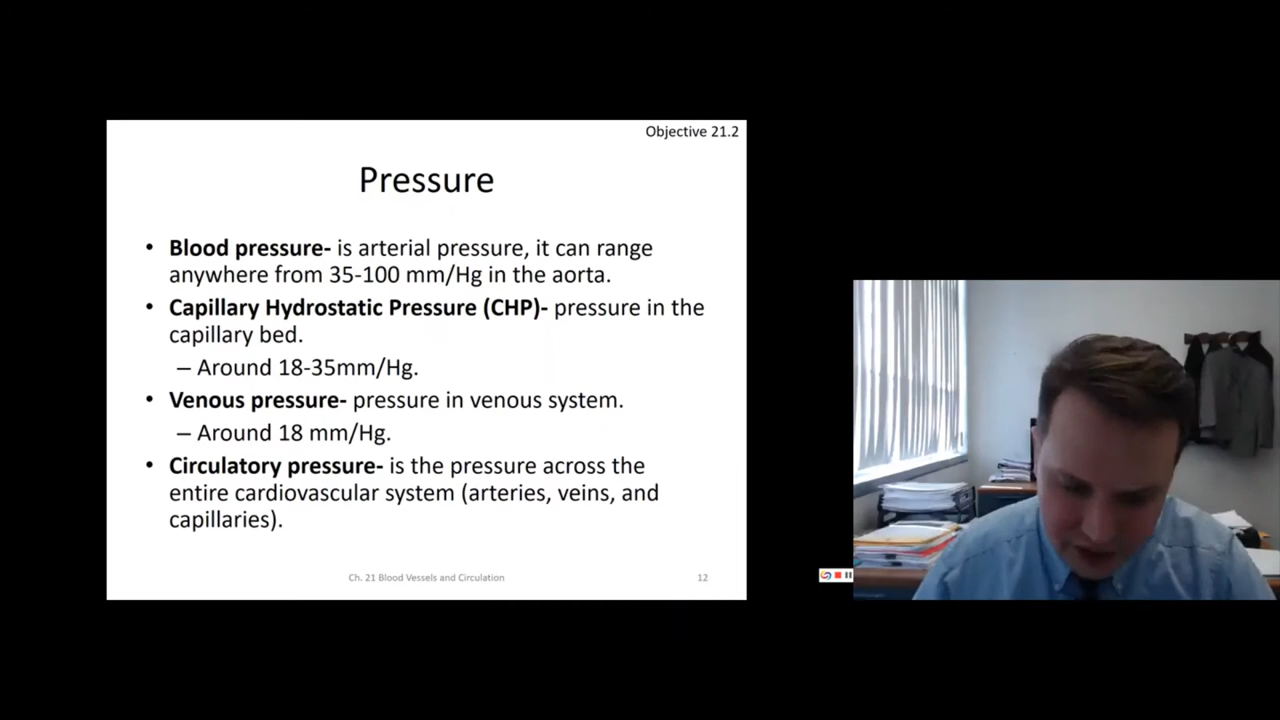 Objective 21.2
Pressure
• Blood pressure- is arterial pressure, it can range
anywhere from 35-100 mm/Hg in the aorta.
• Capillary Hydrostatic Pressure (CHP)- pressure in the
capillary bed.
– Around 18-35mm/Hg.
• Venous pressure- pressure in venous system.
– Around 18 mm/Hg.
• Circulatory pressure- is the pressure across the
entire cardiovascular system (arteries, veins, and
capillaries).
Ch. 21 Blood Vessels and Circulation
12